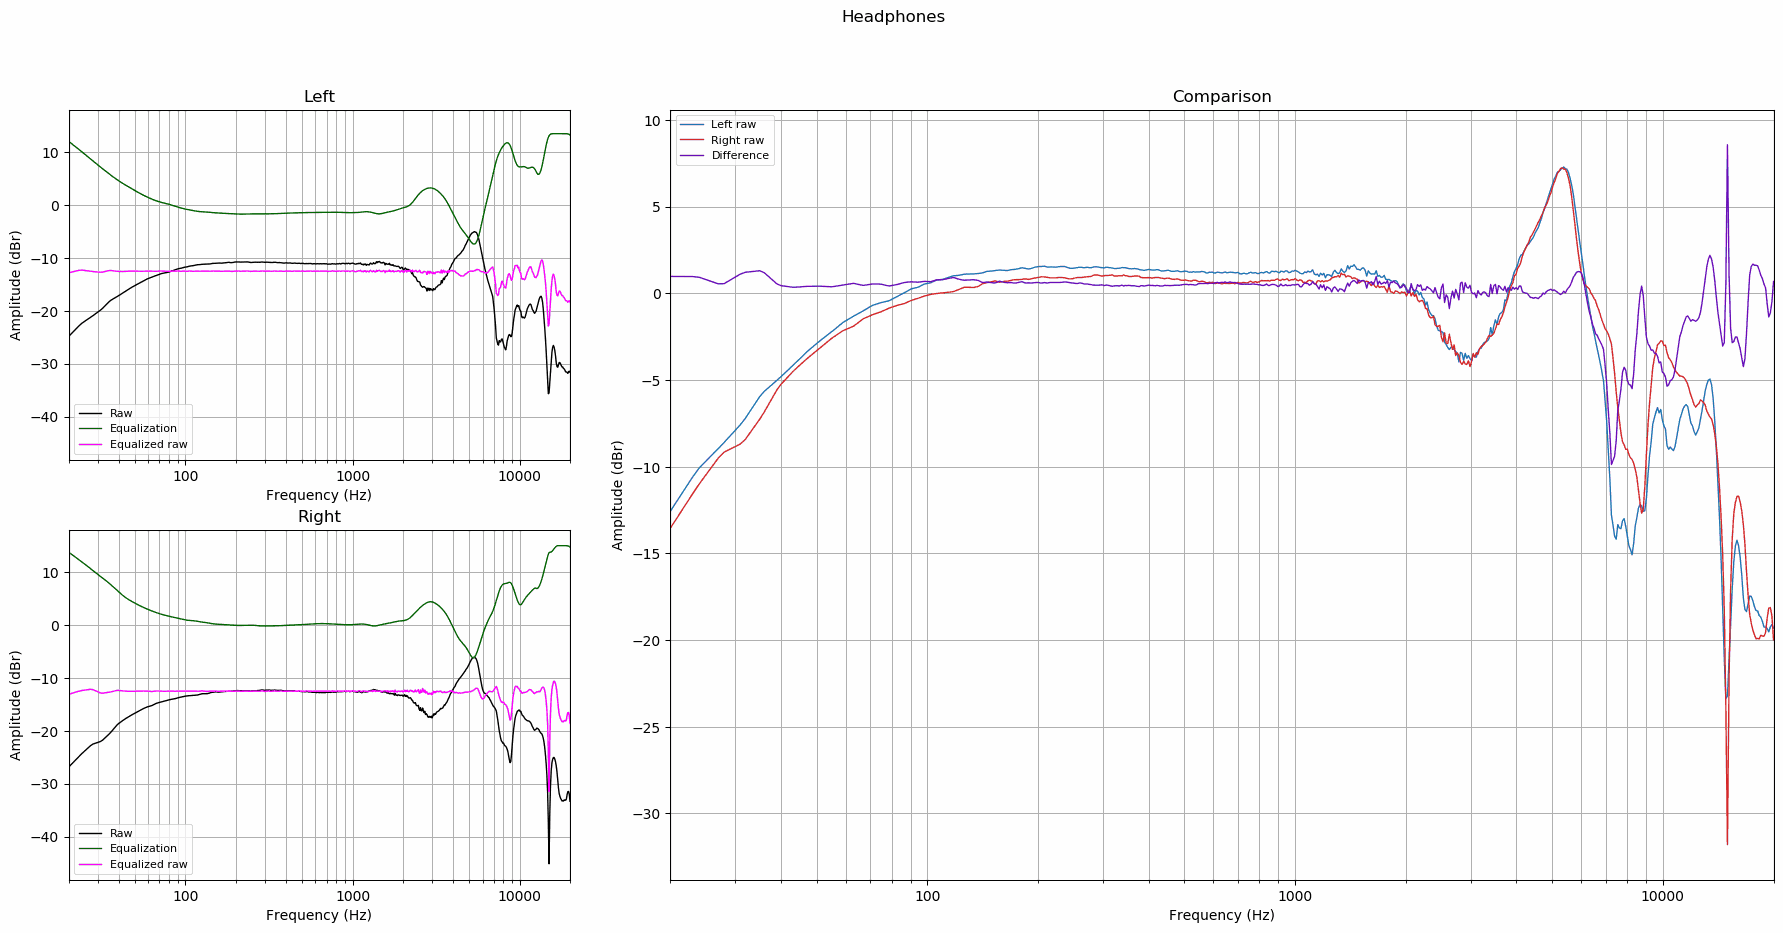 Headphones
Left
Amplitude (dBr)
10
0
−10
−20
−30
−40
Raw
Equalization
Equalized raw
100
1000
10000
Frequency (Hz)
Right
Amplitude (dBr)
10
0
−10
−20
−30
−40
Raw
Equalization
Equalized raw
100
1000
10000
Frequency (Hz)
Comparison
Amplitude (dBr)
10
5
0
−5
−10
−15
−20
−25
−30
Left raw
Right raw
Difference
100
1000
10000
Frequency (Hz)